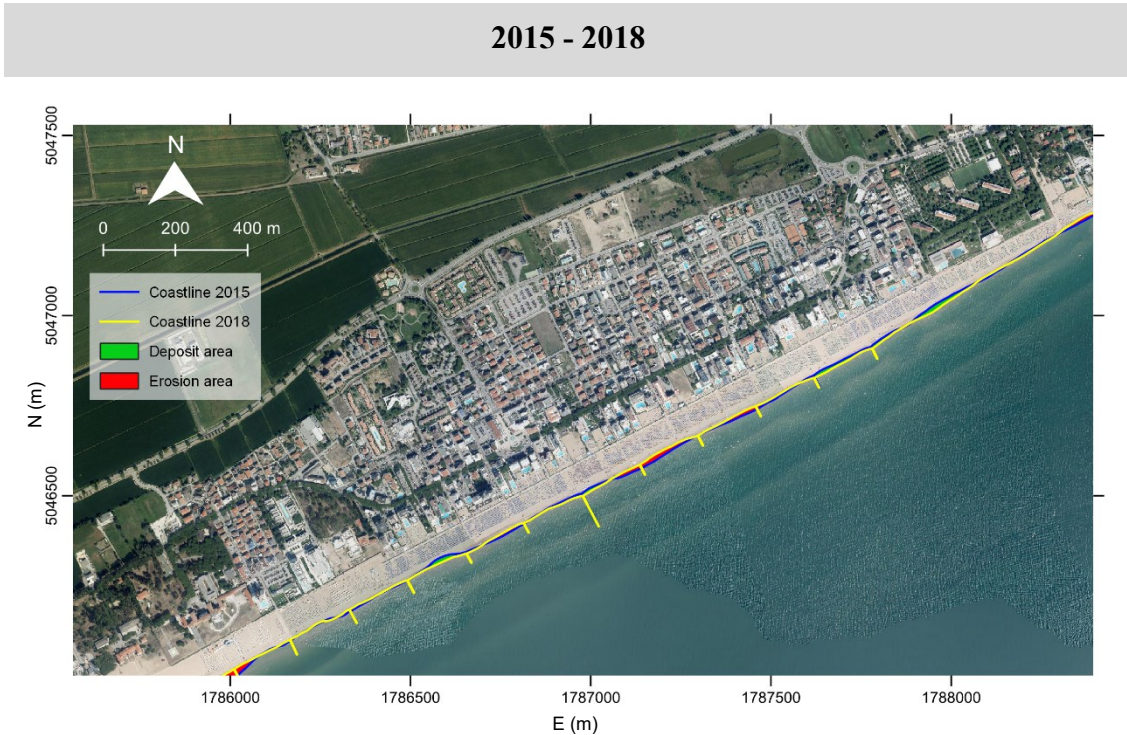 2015 - 2018
N
0 200 400 m
Coastline 2015
Coastline 2018
Deposit area
Erosion area
5047500
5047000
5046500
N (m)
1786000 1786500 1787000 1787500 1788000
E (m)